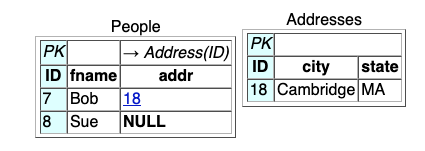 People
PK → Address(ID)
ID fname addr
7 Bob 18
8 Sue NULL
Addresses
PK
ID city state
18 Cambridge MA